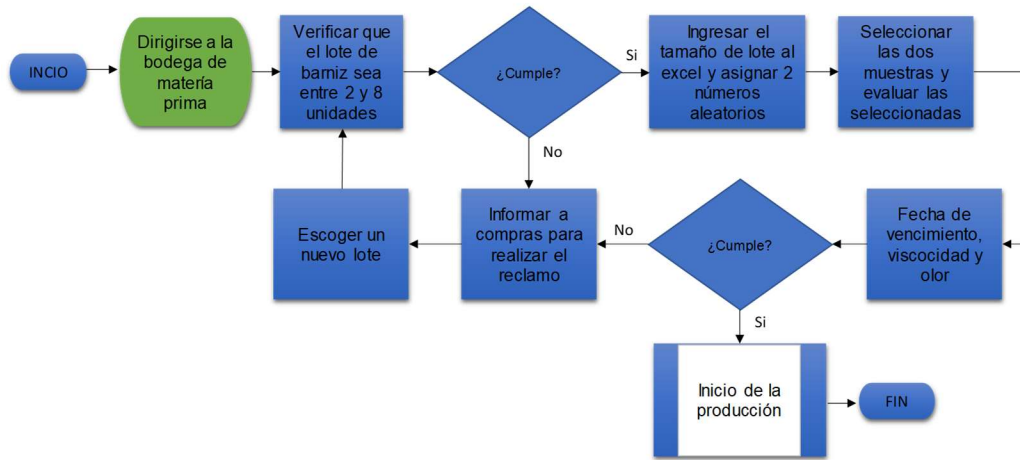 INCIO
Dirigirse a la
bodega de
matería
prima
Verificar que
el lote de
barniz sea
entre 2 y 8
unidades
¿Cumple?
Si
Ingresar el
tamaño de lote al
excel y asignar 2
números
aleatorios
Seleccionar
las dos
muestras y
evaluar las
seleccionadas
No
Escoger un
nuevo lote
Informar a
compras para
realizar el
reclamo
No
¿Cumple?
Fecha de
vencimiento,
viscocidad y
olor
Si
Inicio de la
producción
FIN